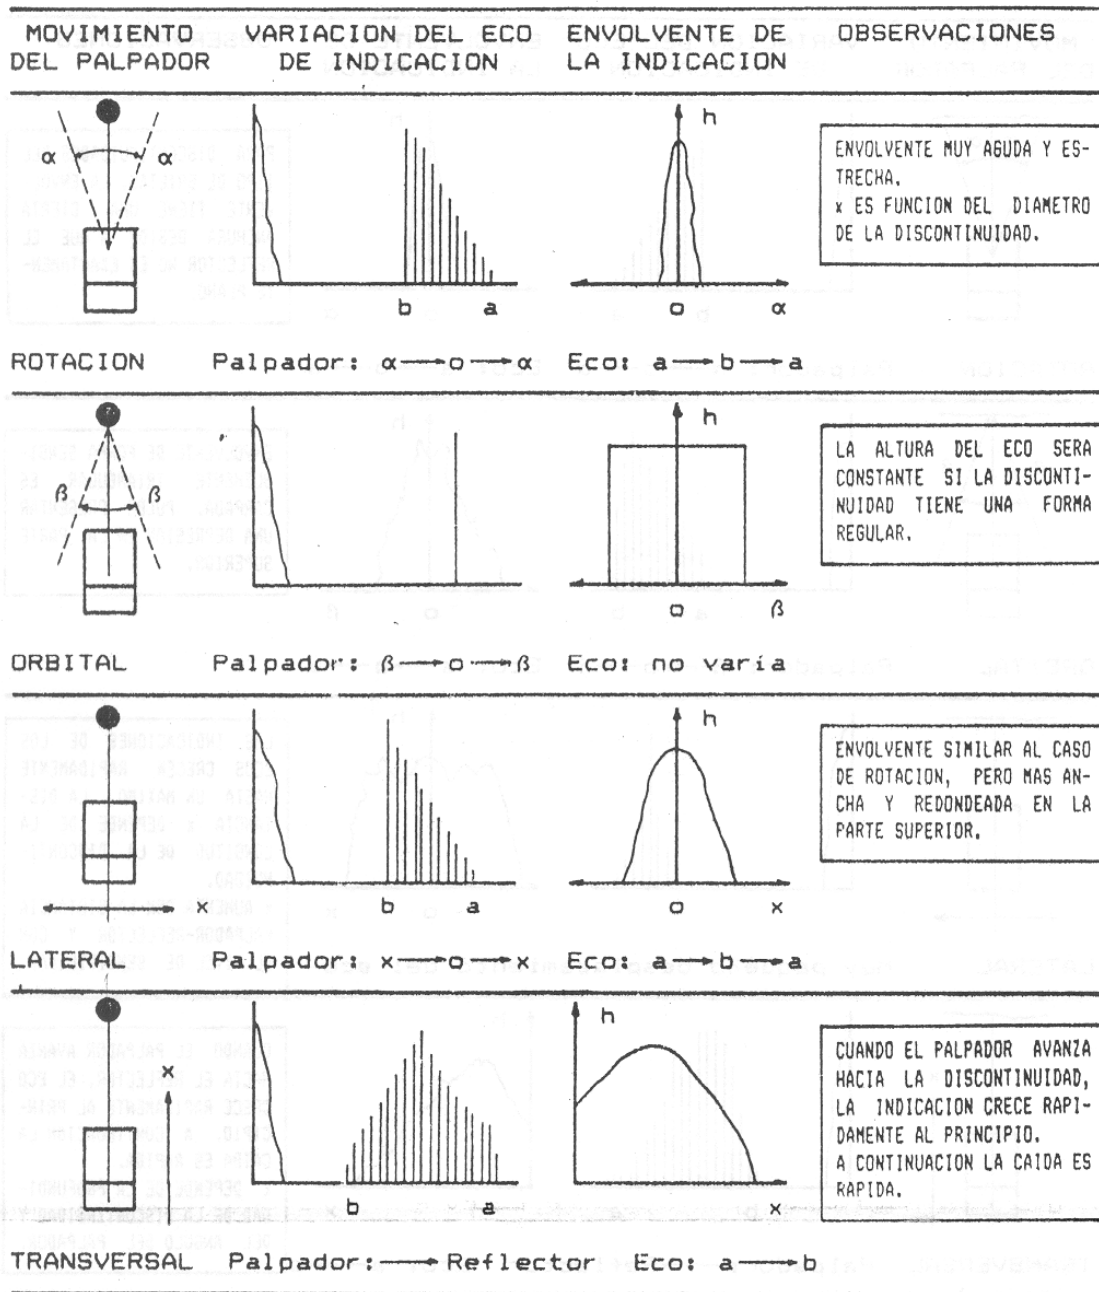 MOVIMIENTO DEL PALPADOR
VARIACION DEL ECO DE INDICACION
ENVOLVENTE DE LA INDICACION
OBSERVACIONES
α α
b a
h
o α
ENVOLVENTE MUY AGUDA Y ES-
TRECHA.
x ES FUNCION DEL DIAMETRO
DE LA DISCONTINUIDAD.
ROTACION Palpador: α→o→α Eco: a→b→a
β β
h
o β
LA ALTURA DEL ECO SERA
CONSTANTE SI LA DISCONTI-
NUIDAD TIENE UNA FORMA
REGULAR.
ORBITAL Palpador: β→o→β Eco: no varía
x
b a
h
o x
ENVOLVENTE SIMILAR AL CASO
DE ROTACION, PERO MAS AN-
CHA Y REDONDEADA EN LA
PARTE SUPERIOR.
LATERAL Palpador: x→o→x Eco: a→b→a
x
b a
h
x
CUANDO EL PALPADOR AVANZA
HACIA LA DISCONTINUIDAD,
LA INDICACION CRECE RAPI-
DAMENTE AL PRINCIPIO.
A CONTINUACION LA CAIDA ES
RAPIDA.
TRANSVERSAL Palpador: →Reflector Eco: a→b